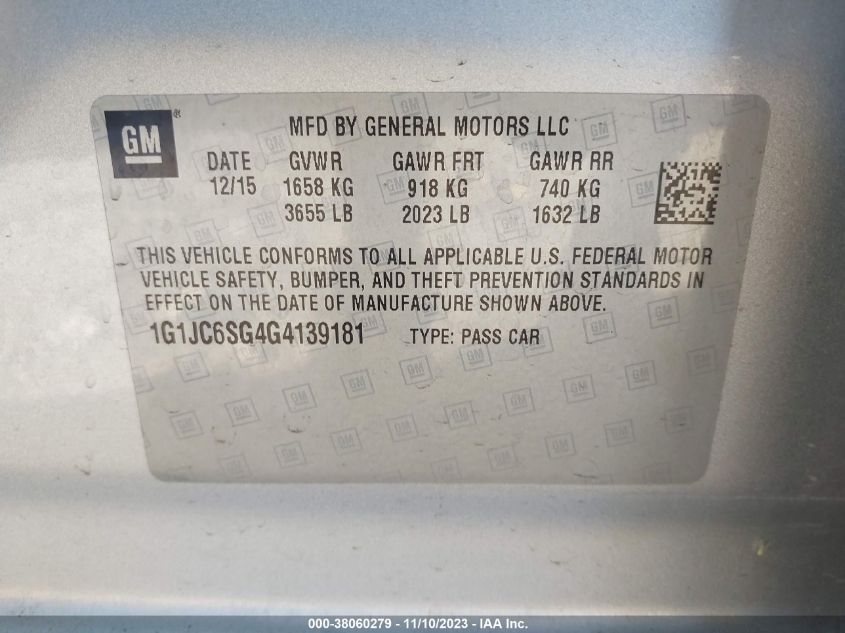 GM
MFD BY GENERAL MOTORS LLC
DATE GVWR GAWR FRT GAWR RR
12/15 1658 KG 918 KG 740 KG
3655 LB 2023 LB 1632 LB
THIS VEHICLE CONFORMS TO ALL APPLICABLE U.S. FEDERAL MOTOR
VEHICLE SAFETY, BUMPER, AND THEFT PREVENTION STANDARDS IN
EFFECT ON THE DATE OF MANUFACTURE SHOWN ABOVE.
1G1JC6SG4G4139181 TYPE: PASS CAR
000-38060279 - 11/10/2023 - IAA Inc.